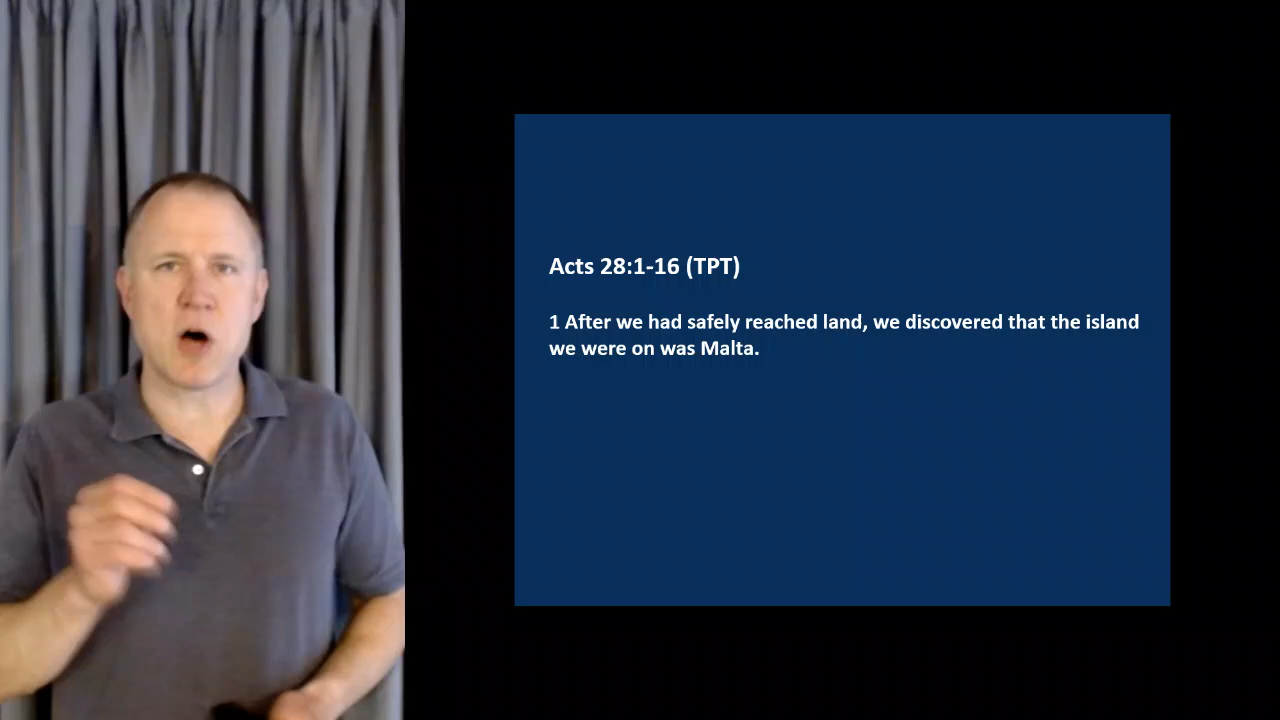 Acts 28:1-16 (TPT)
1 After we had safely reached land, we discovered that the island
we were on was Malta.